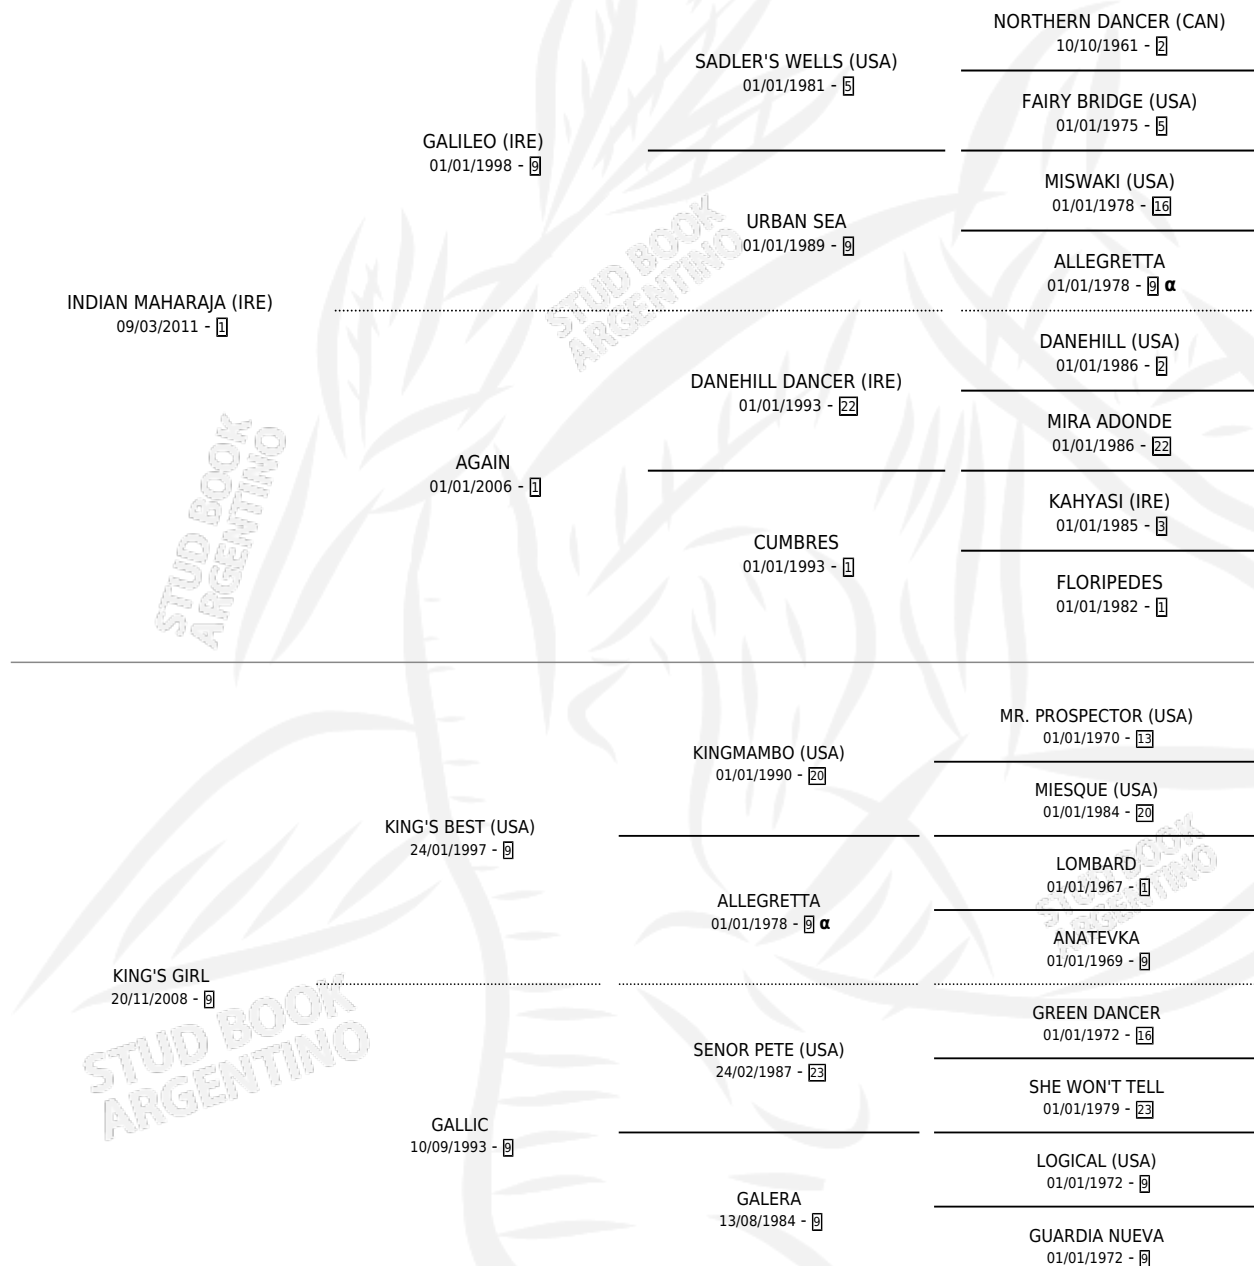 NORTHERN DANCER (CAN)
10/10/1961 - 2
SADLER'S WELLS (USA)
01/01/1981 - 5
FAIRY BRIDGE (USA)
01/01/1975 - 5
GALILEO (IRE)
01/01/1998 - 9
MISWAKI (USA)
01/01/1978 - 16
URBAN SEA
01/01/1989 - 9
ALLEGRETTA
01/01/1978 - 9 α
INDIAN MAHARAJA (IRE)
09/03/2011 - 1
DANEHILL (USA)
01/01/1986 - 2
DANEHILL DANCER (IRE)
01/01/1993 - 22
MIRA ADONDE
01/01/1986 - 22
AGAIN
01/01/2006 - 1
KAHYASI (IRE)
01/01/1985 - 3
CUMBRES
01/01/1993 - 1
FLORIPEDES
01/01/1982 - 1
MR. PROSPECTOR (USA)
01/01/1970 - 13
KINGMAMBO (USA)
01/01/1990 - 20
MIESQUE (USA)
01/01/1984 - 20
KING'S BEST (USA)
24/01/1997 - 9
LOMBARD
01/01/1967 - 1
ALLEGRETTA
01/01/1978 - 9 α
ANATEVKA
01/01/1969 - 9
KING'S GIRL
20/11/2008 - 9
GREEN DANCER
01/01/1972 - 16
SENOR PETE (USA)
24/02/1987 - 23
SHE WON'T TELL
01/01/1979 - 23
GALLIC
10/09/1993 - 9
LOGICAL (USA)
01/01/1972 - 9
GALERA
13/08/1984 - 9
GUARDIA NUEVA
01/01/1972 - 9
STUD BOOK
ARGENTINO
STUD BOOK
ARGENTINO
STUD BOOK
ARGENTINO
STUD BOOK
ARGENTINO